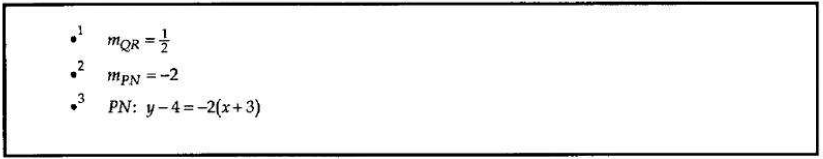 •¹ m_QR = 1/2
•² m_PN = −2
•³ PN: y − 4 = −2(x + 3)